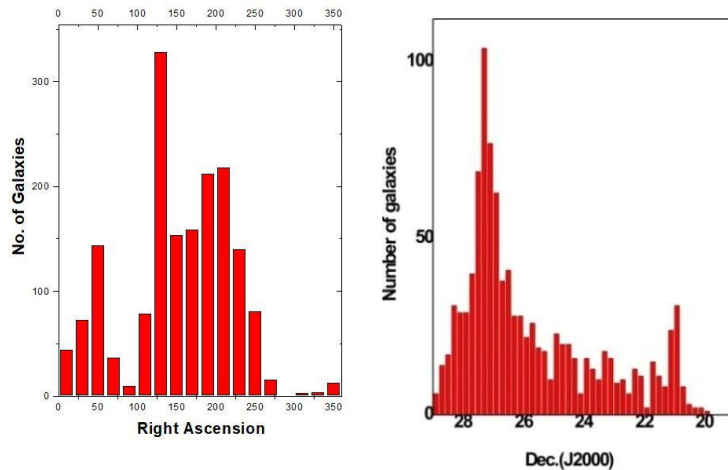 0 50 100 150 200 250 300 350
300
200
100
0
No. of Galaxies
0 50 100 150 200 250 300 350
Right Ascension
100
50
0
Number of galaxies
28 26 24 22 20
Dec.(J2000)